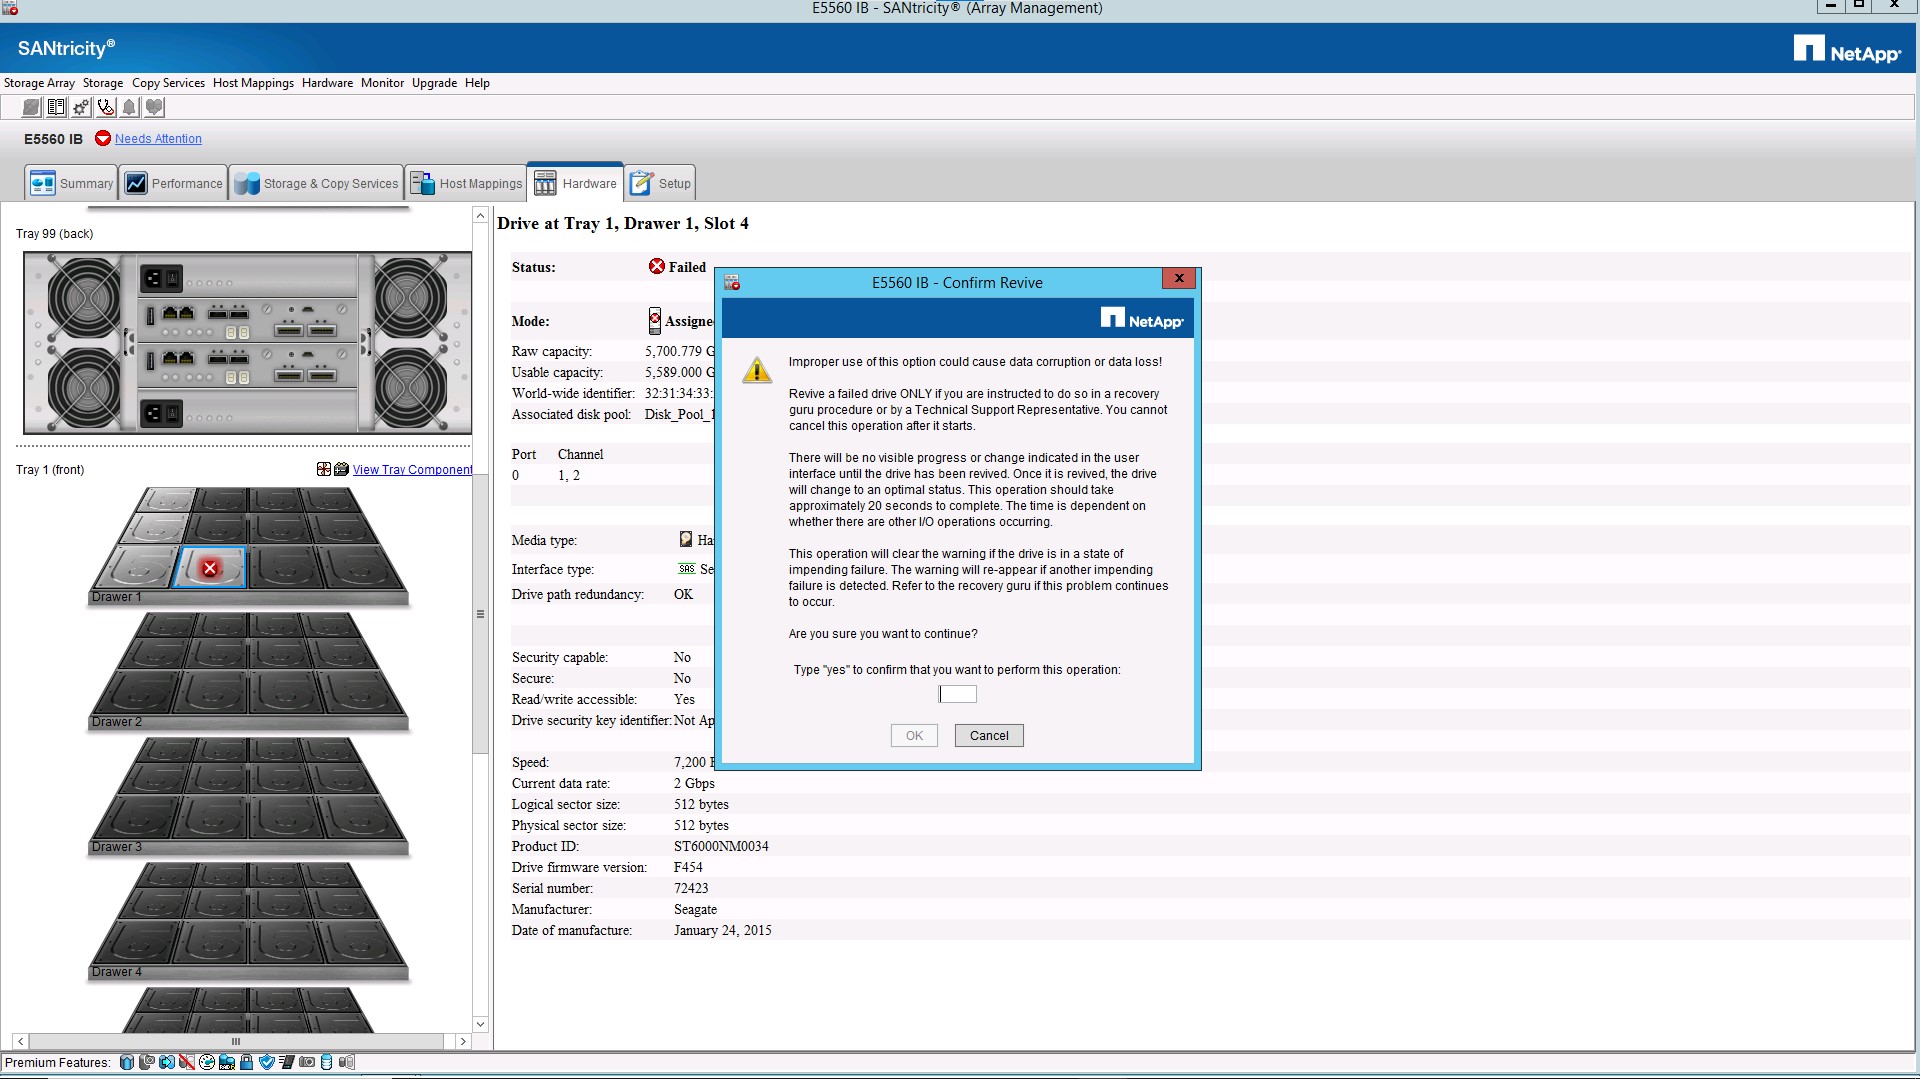 E5560 IB - SANtricity® (Array Management)
SANtricity®
NetApp®
Storage Array Storage Copy Services Host Mappings Hardware Monitor Upgrade Help
E5560 IB Needs Attention
Summary Performance Storage & Copy Services Host Mappings Hardware Setup
Tray 99 (back)
Tray 1 (front) View Tray Component
Drawer 1
Drawer 2
Drawer 3
Drawer 4
Drive at Tray 1, Drawer 1, Slot 4
Status: Failed
Mode: Assigne
Raw capacity: 5,700.779 G
Usable capacity: 5,589.000 G
World-wide identifier: 32:31:34:33:
Associated disk pool: Disk_Pool_1
Port Channel
0 1, 2
Media type: Ha
Interface type: SAS Se
Drive path redundancy: OK
Security capable: No
Secure: No
Read/write accessible: Yes
Drive security key identifier: Not Ap
Speed: 7,200
Current data rate: 2 Gbps
Logical sector size: 512 bytes
Physical sector size: 512 bytes
Product ID: ST6000NM0034
Drive firmware version: F454
Serial number: 72423
Manufacturer: Seagate
Date of manufacture: January 24, 2015
E5560 IB - Confirm Revive
x
NetApp®
Improper use of this option could cause data corruption or data loss!
Revive a failed drive ONLY if you are instructed to do so in a recovery
guru procedure or by a Technical Support Representative. You cannot
cancel this operation after it starts.
There will be no visible progress or change indicated in the user
interface until the drive has been revived. Once it is revived, the drive
will change to an optimal status. This operation should take
approximately 20 seconds to complete. The time is dependent on
whether there are other I/O operations occurring.
This operation will clear the warning if the drive is in a state of
impending failure. The warning will re-appear if another impending
failure is detected. Refer to the recovery guru if this problem continues
to occur.
Are you sure you want to continue?
Type "yes" to confirm that you want to perform this operation:
OK Cancel
Premium Features: